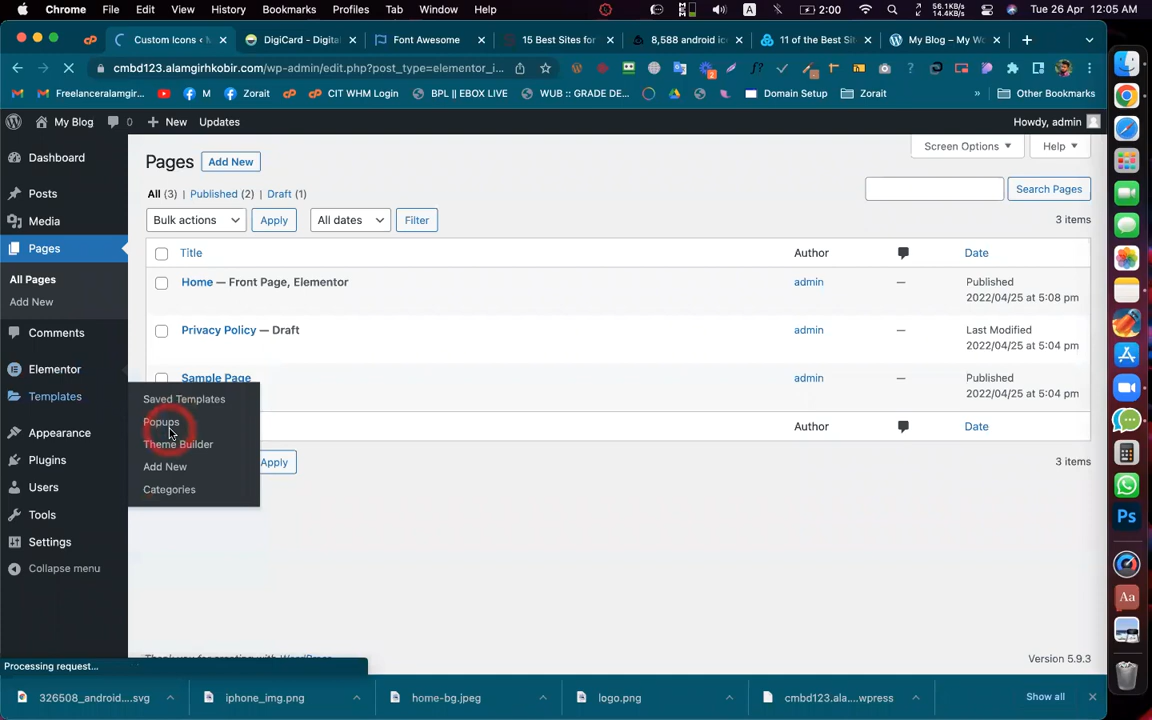 Chrome File Edit View History Bookmarks Profiles Tab Window Help 2:00 56.1KB/s 14.4KB/s Tue 26 Apr 12:05 AM
Custom Icons ‹ DigiCard - Digita Font Awesome 15 Best Sites for 8,588 android ic 11 of the Best Sit My Blog – My Wo
cmbd123.alamgirhkobir.com/wp-admin/edit.php?post_type=elementor_i...
Freelanceralamgir... M Zorait CIT WHM Login BPL || EBOX LIVE WUB :: GRADE DE... Domain Setup Zorait » Other Bookmarks
My Blog 0 New Updates Howdy, admin
Dashboard
Posts
Media
Pages
All Pages
Add New
Comments
Elementor
Templates
Appearance
Plugins
Users
Tools
Settings
Collapse menu
Saved Templates
Popups
Theme Builder
Add New
Categories
Screen Options Help
Pages Add New
All (3) | Published (2) | Draft (1)
Search Pages
Bulk actions Apply All dates Filter 3 items
Title Author Date
Home — Front Page, Elementor admin — Published
2022/04/25 at 5:08 pm
Privacy Policy — Draft admin — Last Modified
2022/04/25 at 5:04 pm
Sample Page admin — Published
2022/04/25 at 5:04 pm
Author Date
Apply 3 items
Version 5.9.3
Processing request...
326508_android....svg iphone_img.png home-bg.jpeg logo.png cmbd123.ala....wpress Show all
Aa
Ps